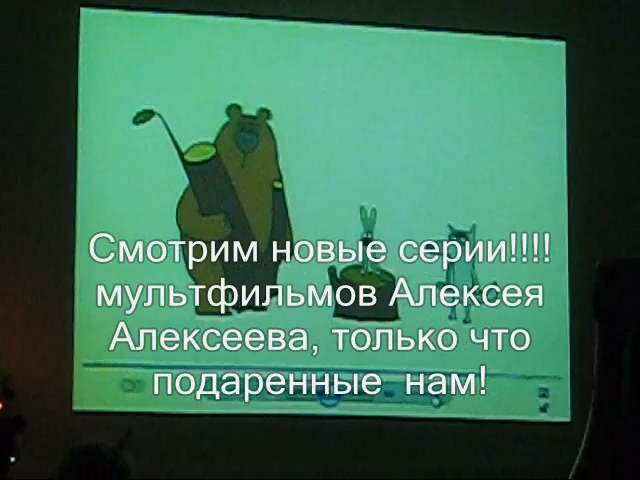 Смотрим новые серии!!!!
мультфильмов Алексея
Алексеева, только что
подаренные нам!